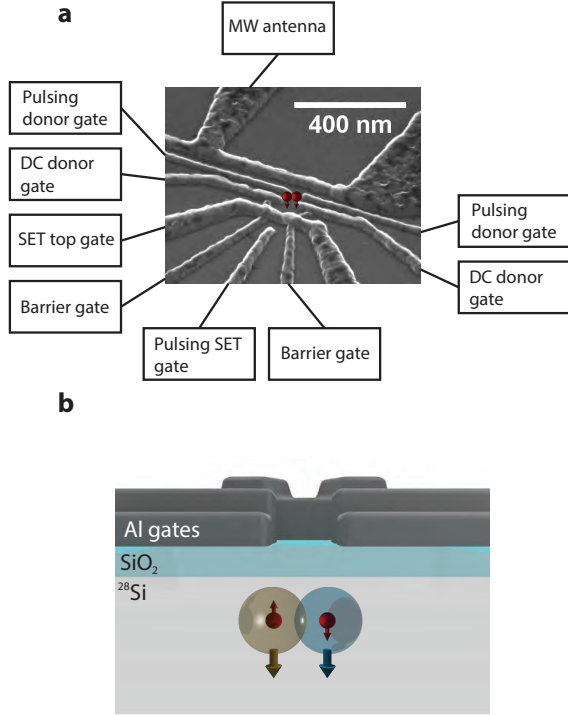 a
MW antenna
400 nm
Pulsing
donor gate
DC donor
gate
SET top gate
Barrier gate
Pulsing SET
gate
Barrier gate
Pulsing
donor gate
DC donor
gate
b
Al gates
SiO₂
²⁸Si